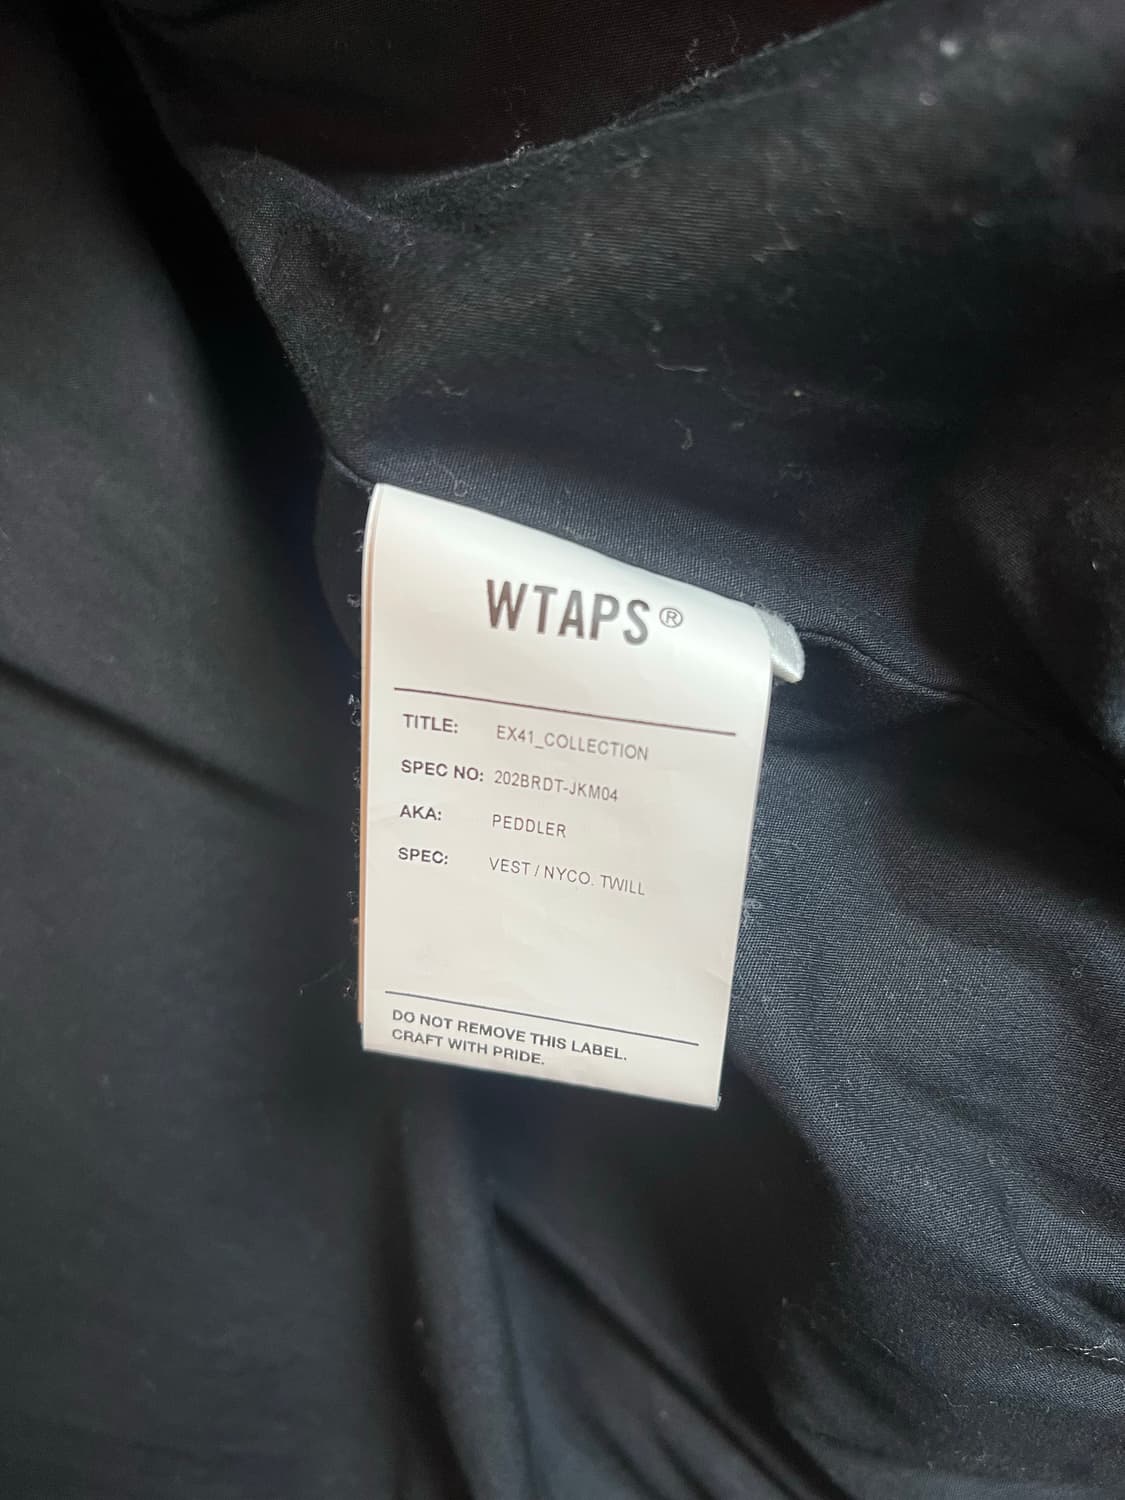 WTAPS®
TITLE: EX41_COLLECTION
SPEC NO: 202BRDT-JKM04
AKA: PEDDLER
SPEC: VEST / NYCO. TWILL
DO NOT REMOVE THIS LABEL.
CRAFT WITH PRIDE.